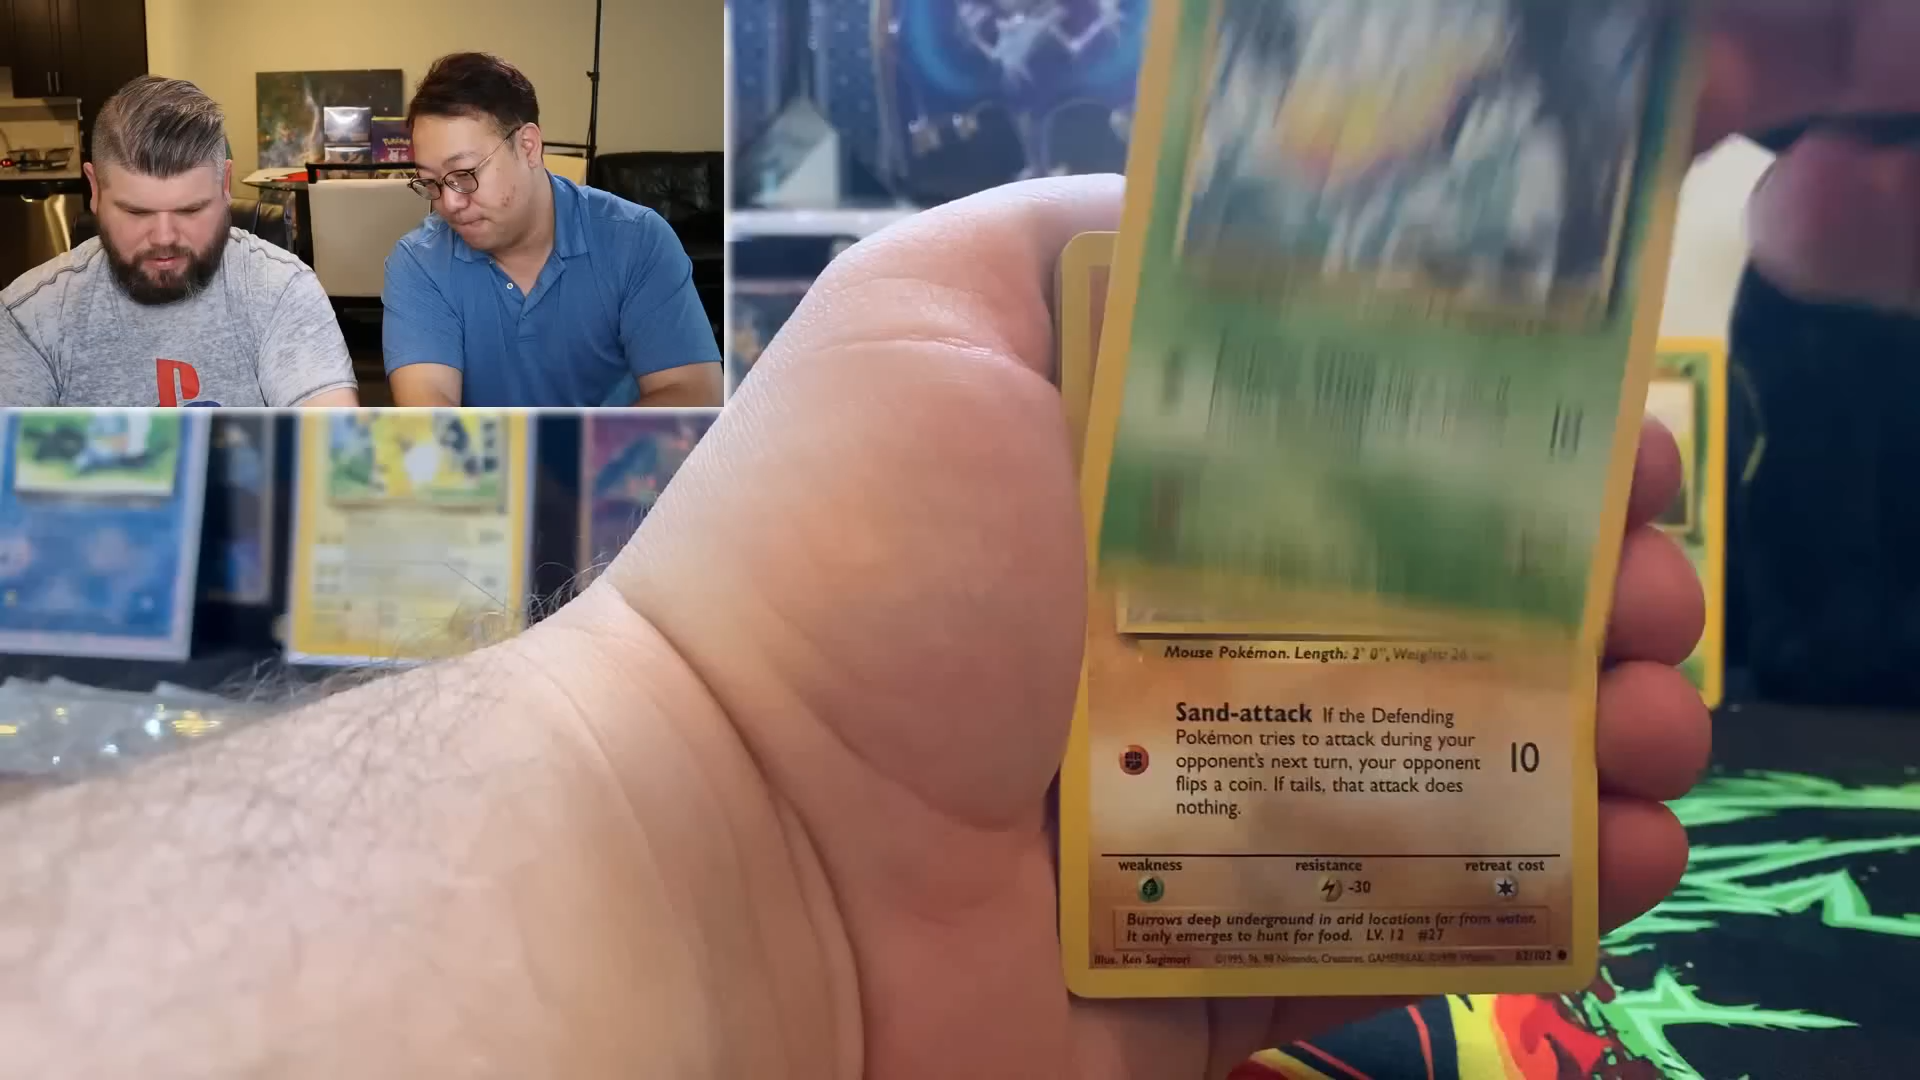 Pokémon
Mouse Pokémon. Length: 2' 0", Weight: 26
Sand-attack If the Defending
Pokémon tries to attack during your
opponent's next turn, your opponent
flips a coin. If tails, that attack does
nothing.
10
weakness resistance retreat cost
-30
Burrows deep underground in arid locations far from water.
It only emerges to hunt for food. LV. 12 #27
Illus. Ken Sugimori ©1995, 96, 98 Nintendo, Creatures, GAMEFREAK. ©1999 Wizards. 62/102